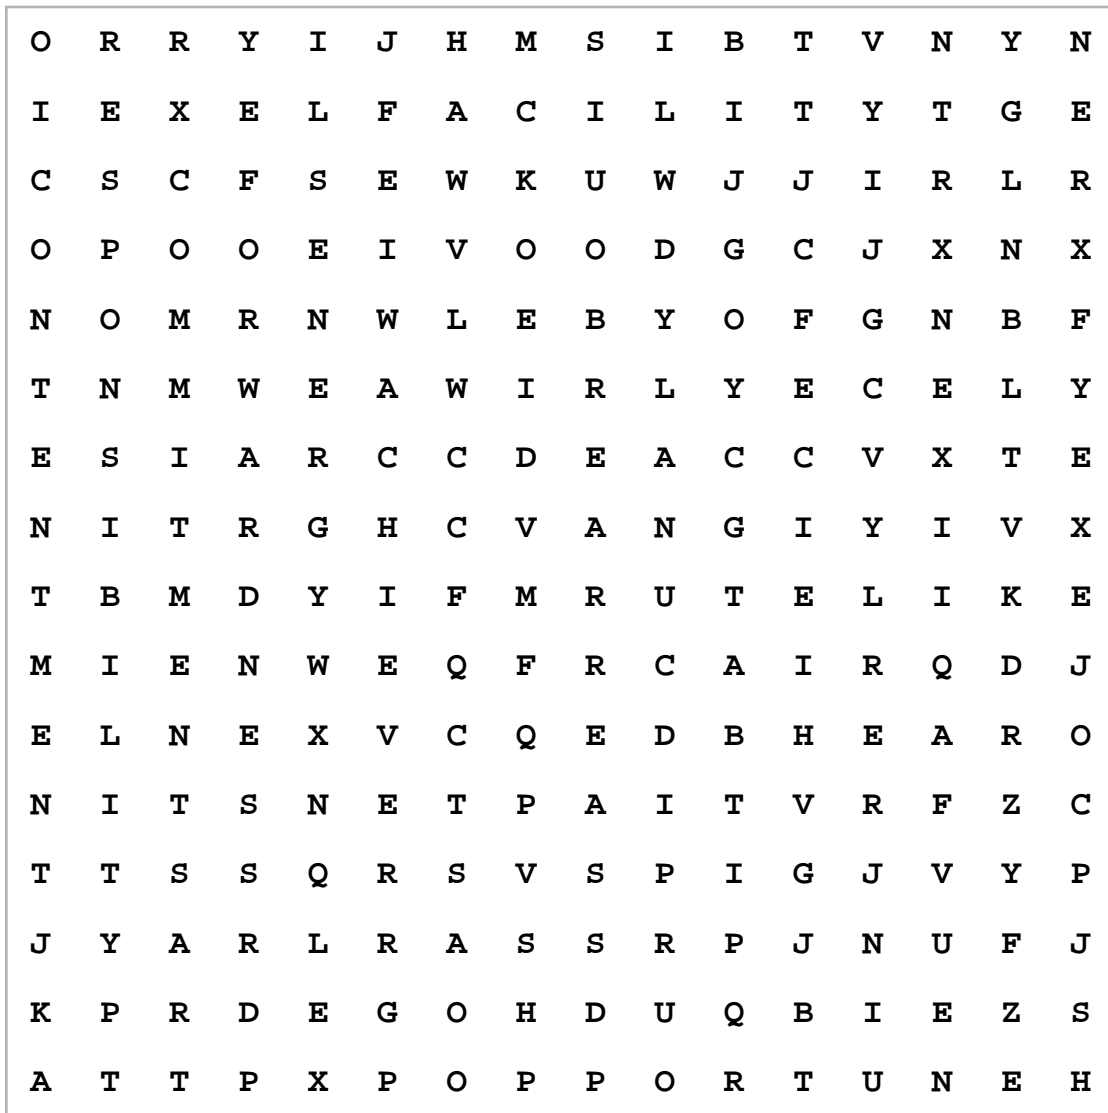 O R R Y I J H M S I B T V N Y N
I E X E L F A C I L I T Y T G E
C S C F S E W K U W J J I R L R
O P O O E I V O O D G C J X N X
N O M R N W L E B Y O F G N B F
T N M W E A W I R L Y E C E L Y
E S I A R C C D E A C C V X T E
N I T R G H C V A N G I Y I V X
T B M D Y I F M R U T E L I K E
M I E N W E Q F R C A I R Q D J
E L N E X V C Q E D B H E A R O
N I T S N E T P A I T V R F Z C
T T S S Q R S V S P I G J V Y P
J Y A R L R A S S R P J N U F J
K P R D E G O H D U Q B I E Z S
A T T P X P O P P O R T U N E H